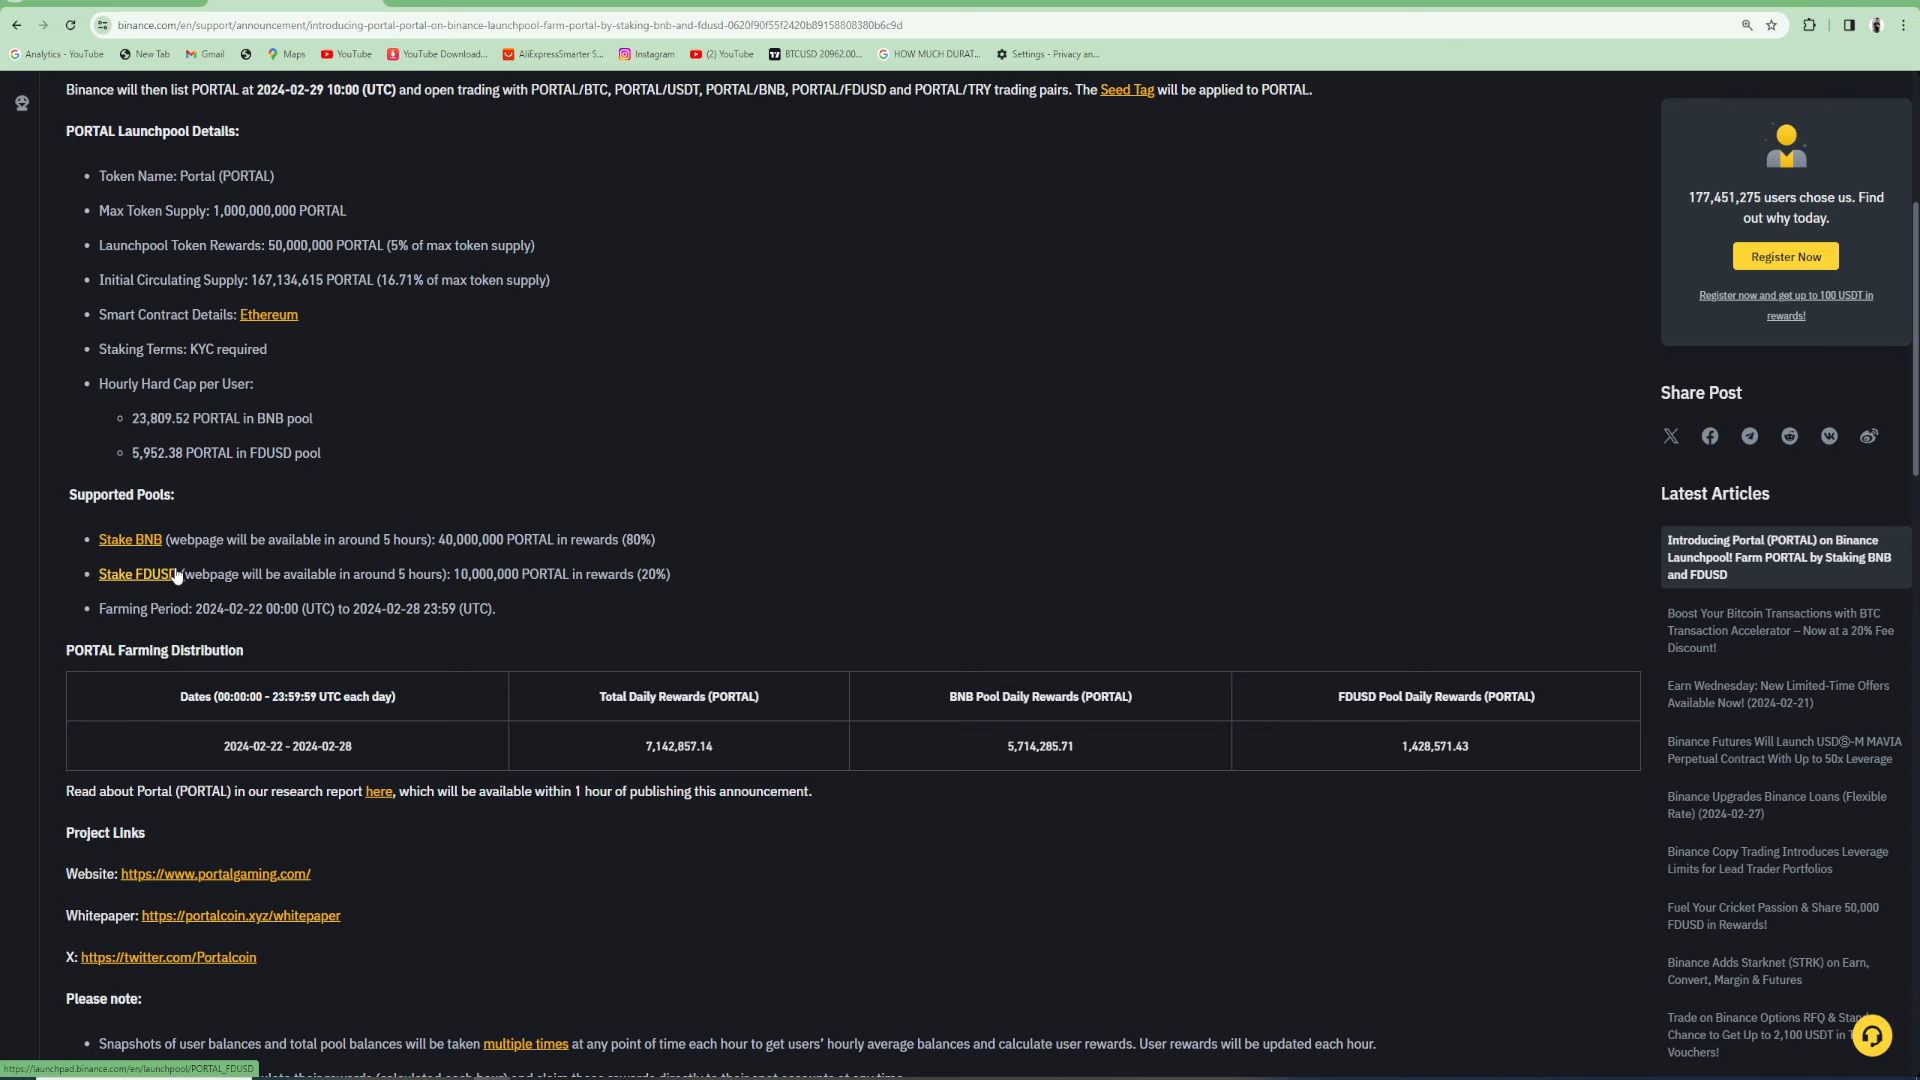 binance.com/en/support/announcement/introducing-portal-portal-on-binance-launchpool-farm-portal-by-staking-bnb-and-fdusd-0620f90f55f2420b89158808380b6c9d
Analytics - YouTube New Tab Gmail Maps YouTube YouTube Download... AliExpressSmarter S... Instagram (2) YouTube BTCUSD 20962.00... HOW MUCH DURAT... Settings - Privacy an...
Binance will then list PORTAL at 2024-02-29 10:00 (UTC) and open trading with PORTAL/BTC, PORTAL/USDT, PORTAL/BNB, PORTAL/FDUSD and PORTAL/TRY trading pairs. The Seed Tag will be applied to PORTAL.
PORTAL Launchpool Details:
• Token Name: Portal (PORTAL)
• Max Token Supply: 1,000,000,000 PORTAL
• Launchpool Token Rewards: 50,000,000 PORTAL (5% of max token supply)
• Initial Circulating Supply: 167,134,615 PORTAL (16.71% of max token supply)
• Smart Contract Details: Ethereum
• Staking Terms: KYC required
• Hourly Hard Cap per User:
◦ 23,809.52 PORTAL in BNB pool
◦ 5,952.38 PORTAL in FDUSD pool
Supported Pools:
• Stake BNB (webpage will be available in around 5 hours): 40,000,000 PORTAL in rewards (80%)
• Stake FDUSD (webpage will be available in around 5 hours): 10,000,000 PORTAL in rewards (20%)
• Farming Period: 2024-02-22 00:00 (UTC) to 2024-02-28 23:59 (UTC).
PORTAL Farming Distribution
Dates (00:00:00 - 23:59:59 UTC each day) Total Daily Rewards (PORTAL) BNB Pool Daily Rewards (PORTAL) FDUSD Pool Daily Rewards (PORTAL)
2024-02-22 - 2024-02-28 7,142,857.14 5,714,285.71 1,428,571.43
Read about Portal (PORTAL) in our research report here, which will be available within 1 hour of publishing this announcement.
Project Links
Website: https://www.portalgaming.com/
Whitepaper: https://portalcoin.xyz/whitepaper
X: https://twitter.com/Portalcoin
Please note:
• Snapshots of user balances and total pool balances will be taken multiple times at any point of time each hour to get users' hourly average balances and calculate user rewards. User rewards will be updated each hour.
https://launchpad.binance.com/en/launchpool/PORTAL_FDUSD
177,451,275 users chose us. Find
out why today.
Register Now
Register now and get up to 100 USDT in
rewards!
Share Post
Latest Articles
Introducing Portal (PORTAL) on Binance
Launchpool! Farm PORTAL by Staking BNB
and FDUSD
Boost Your Bitcoin Transactions with BTC
Transaction Accelerator – Now at a 20% Fee
Discount!
Earn Wednesday: New Limited-Time Offers
Available Now! (2024-02-21)
Binance Futures Will Launch USDⓈ-M MAVIA
Perpetual Contract With Up to 50x Leverage
Binance Upgrades Binance Loans (Flexible
Rate) (2024-02-27)
Binance Copy Trading Introduces Leverage
Limits for Lead Trader Portfolios
Fuel Your Cricket Passion & Share 50,000
FDUSD in Rewards!
Binance Adds Starknet (STRK) on Earn,
Convert, Margin & Futures
Trade on Binance Options RFQ &
Chance to Get Up to 2,100 USDT in
Vouchers!